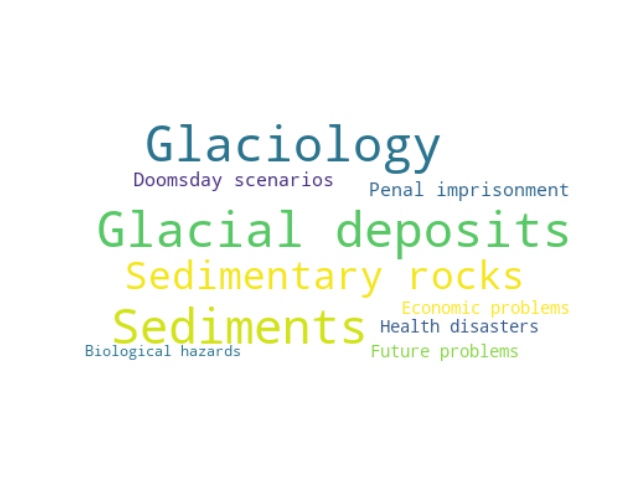 Glaciology
Doomsday scenarios
Penal imprisonment
Glacial deposits
Sedimentary rocks
Economic problems
Sediments
Health disasters
Biological hazards
Future problems